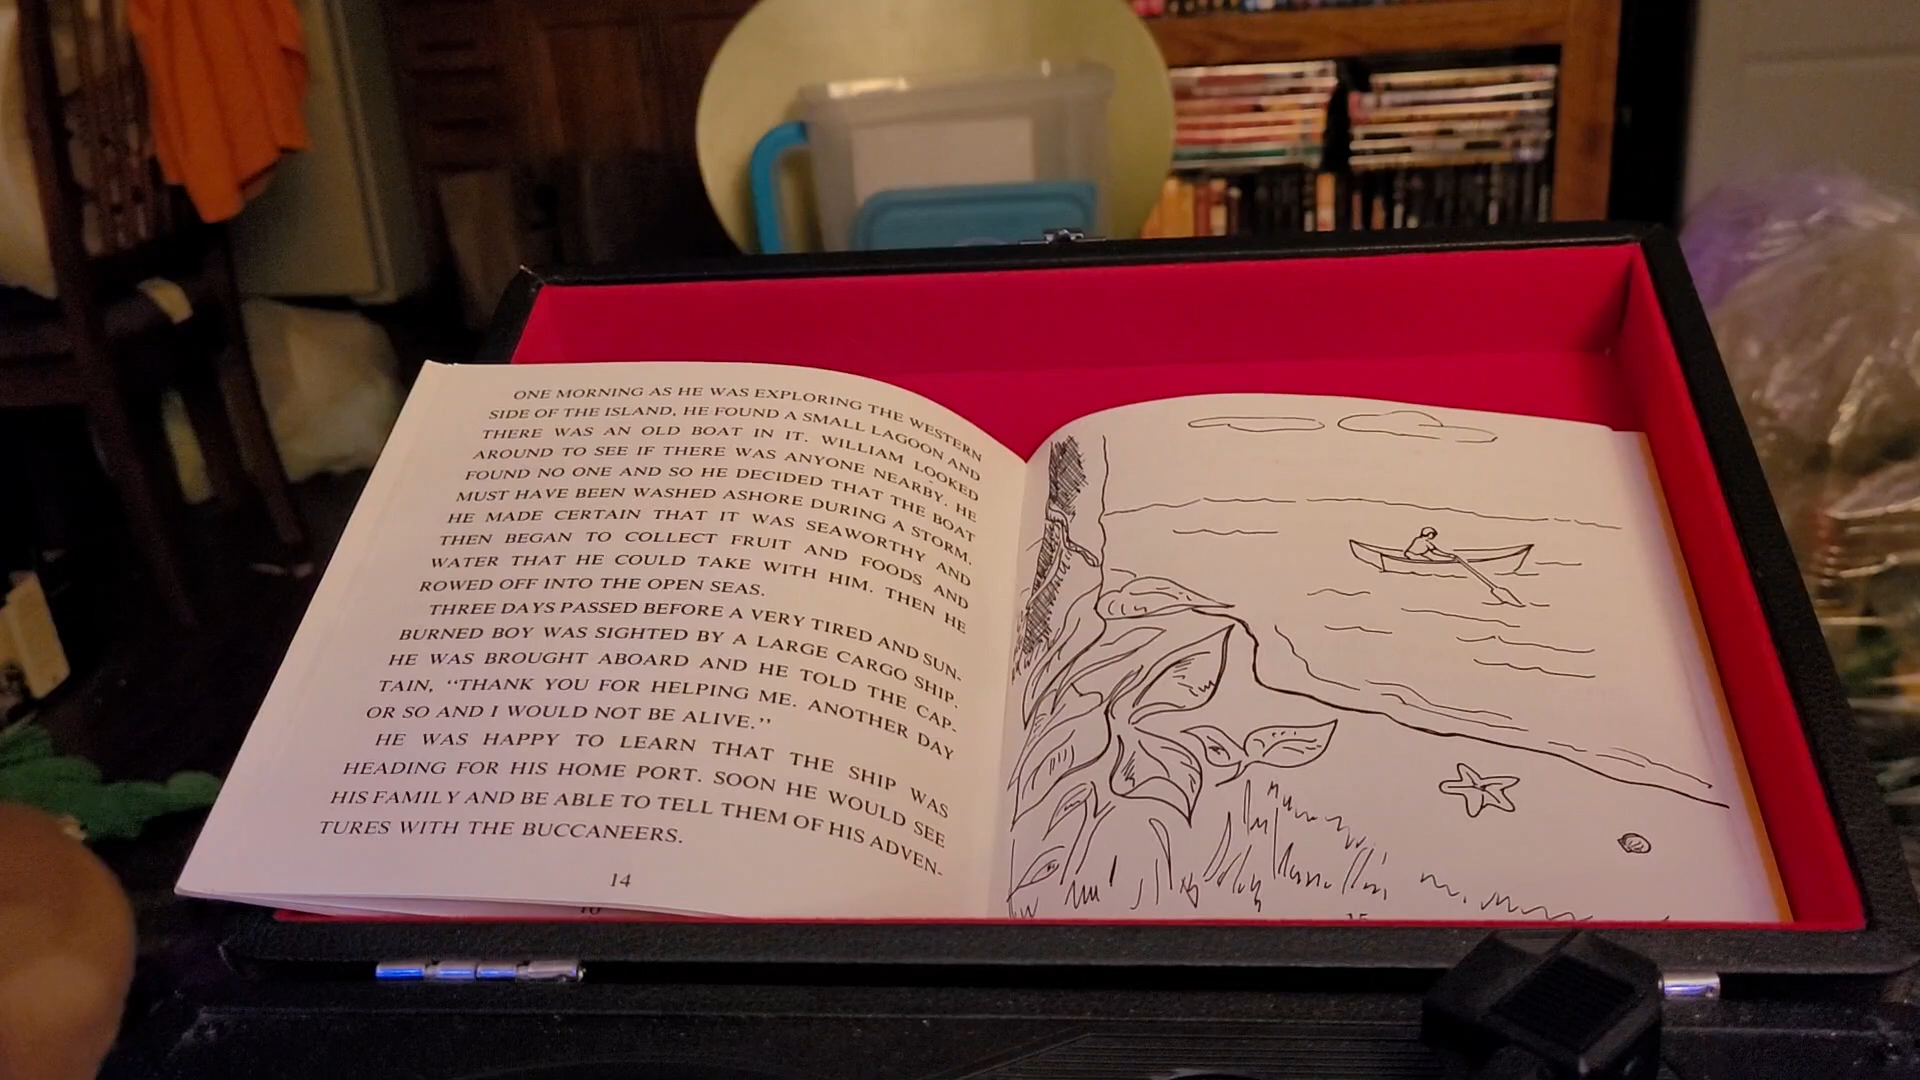 ONE MORNING AS HE WAS EXPLORING THE WESTERN
SIDE OF THE ISLAND, HE FOUND A SMALL LAGOON AND
THERE WAS AN OLD BOAT IN IT. WILLIAM LOOKED
AROUND TO SEE IF THERE WAS ANYONE NEARBY. HE
FOUND NO ONE AND SO HE DECIDED THAT THE BOAT
MUST HAVE BEEN WASHED ASHORE DURING A STORM.
HE MADE CERTAIN THAT IT WAS SEAWORTHY AND
THEN BEGAN TO COLLECT FRUIT AND FOODS AND
WATER THAT HE COULD TAKE WITH HIM. THEN HE
ROWED OFF INTO THE OPEN SEAS.
THREE DAYS PASSED BEFORE A VERY TIRED AND SUN-
BURNED BOY WAS SIGHTED BY A LARGE CARGO SHIP.
HE WAS BROUGHT ABOARD AND HE TOLD THE CAP-
TAIN, "THANK YOU FOR HELPING ME. ANOTHER DAY
OR SO AND I WOULD NOT BE ALIVE."
HE WAS HAPPY TO LEARN THAT THE SHIP WAS
HEADING FOR HIS HOME PORT. SOON HE WOULD SEE
HIS FAMILY AND BE ABLE TO TELL THEM OF HIS ADVEN-
TURES WITH THE BUCCANEERS.
14
15